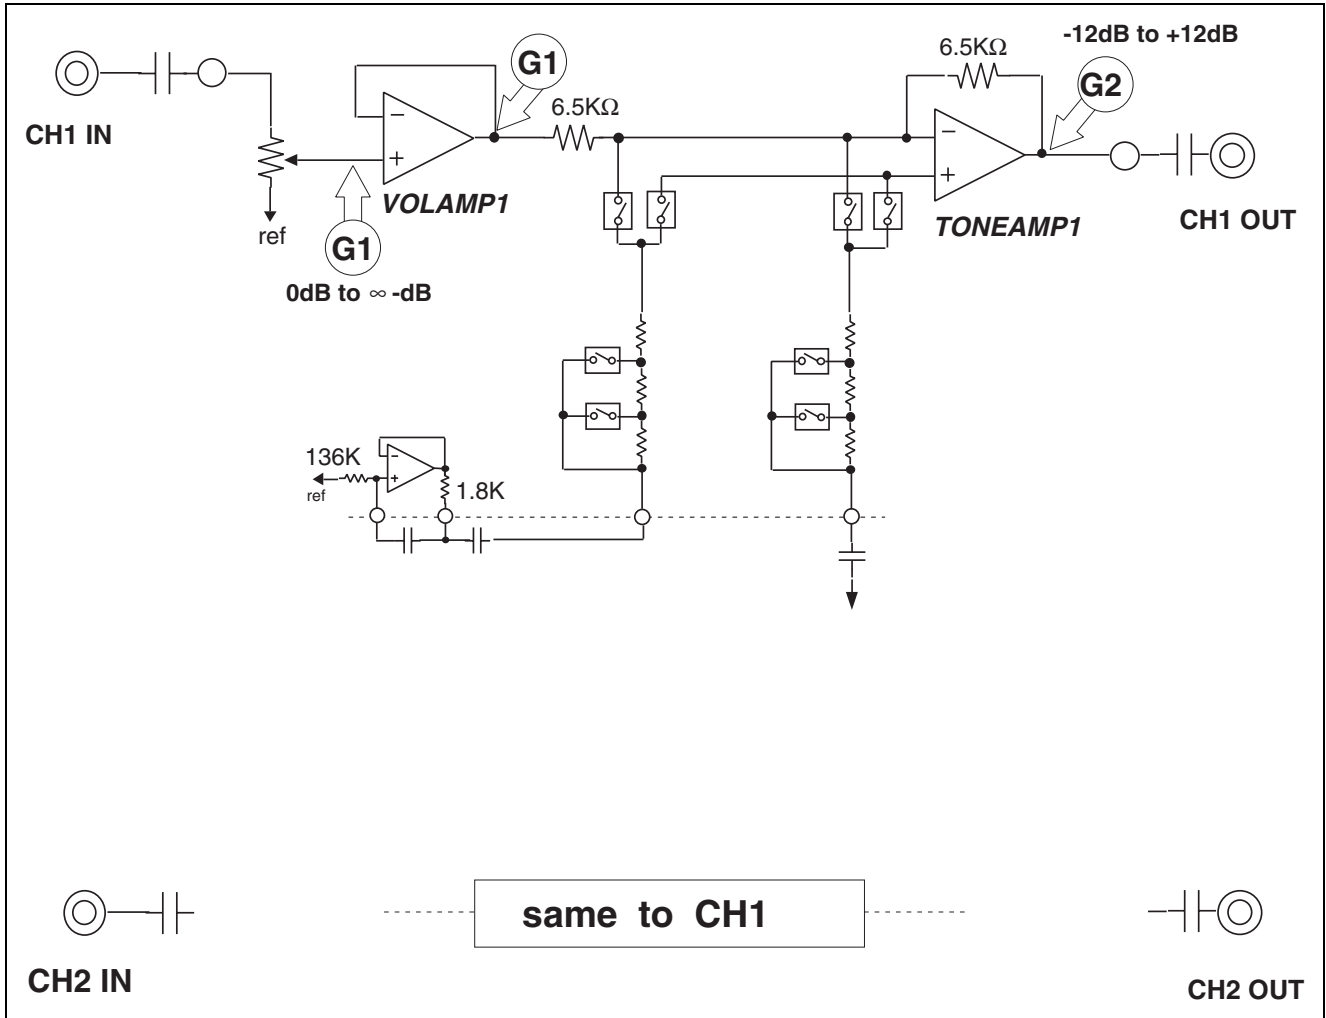 -12dB to +12dB
6.5KΩ
G1
G2
6.5KΩ
CH1 IN
−
+
−
+
VOLAMP1
TONEAMP1
CH1 OUT
ref
G1
0dB to ∞ -dB
136K
−
+
ref
1.8K
same to CH1
CH2 IN
CH2 OUT